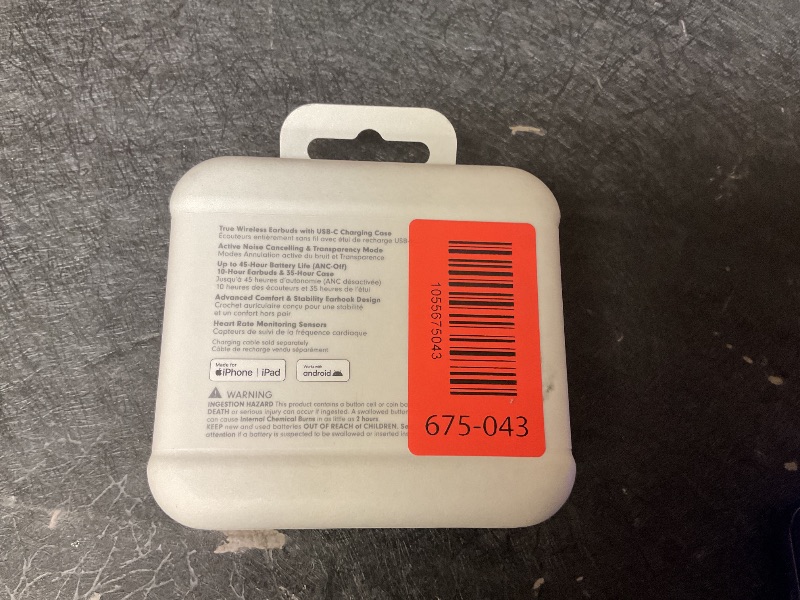 True Wireless Earbuds with USB-C Charging Case
Écouteurs entièrement sans fil avec étui de recharge USB-
Active Noise Cancelling & Transparency Mode
Modes Annulation active du bruit et Transparence
Up to 45-Hour Battery Life (ANC-Off)
10-Hour Earbuds & 35-Hour Case
Jusqu'à 45 heures d'autonomie (ANC désactivée)
10 heures des écouteurs et 35 heures de l'étui
Advanced Comfort & Stability Earhook Design
Crochet auriculaire conçu pour une stabilité
et un confort hors pair
Heart Rate Monitoring Sensors
Capteurs de suivi de la fréquence cardiaque
Charging cable sold separately
Câble de recharge vendu séparément
Made for
iPhone | iPad
Works with
android
WARNING
INGESTION HAZARD This product contains a button cell or coin
DEATH or serious injury can occur if ingested. A swallowed button
can cause Internal Chemical Burns in as little as 2 hours
KEEP new and used batteries OUT OF REACH of CHILDREN.
attention if a battery is suspected to be swallowed or inserted
1055675043
675-043